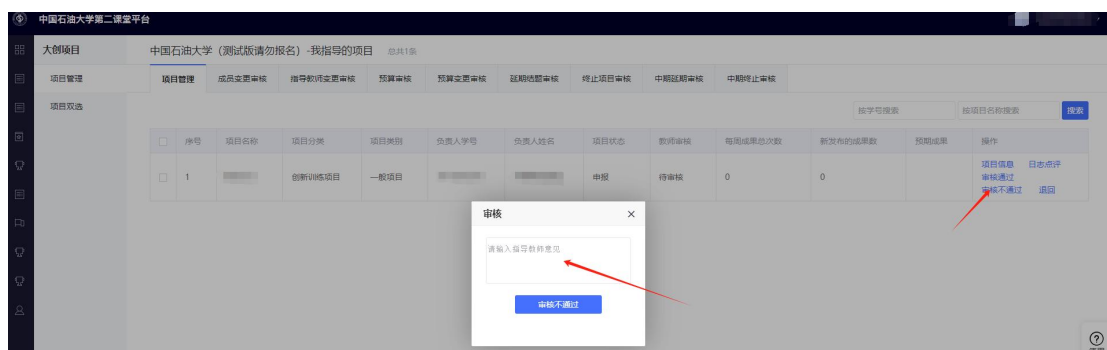 中国石油大学第二课堂平台
大创项目
项目管理
项目双选
中国石油大学（测试版请勿报名）-我指导的项目 总共1条
项目管理 成员变更审核 指导教师变更审核 预算审核 预算变更审核 延期结题审核 终止项目审核 中期延期审核 中期终止审核
按学号搜索 按项目名称搜索 搜索
序号 项目名称 项目分类 项目类别 负责人学号 负责人姓名 项目状态 教师审核 每周成果总次数 新发布的成果数 预期成果 操作
1 创新训练项目 一般项目 申报 待审核 0 0 项目信息 日志点评
审核通过
审核不通过 退回
审核 ×
请输入指导教师意见
审核不通过